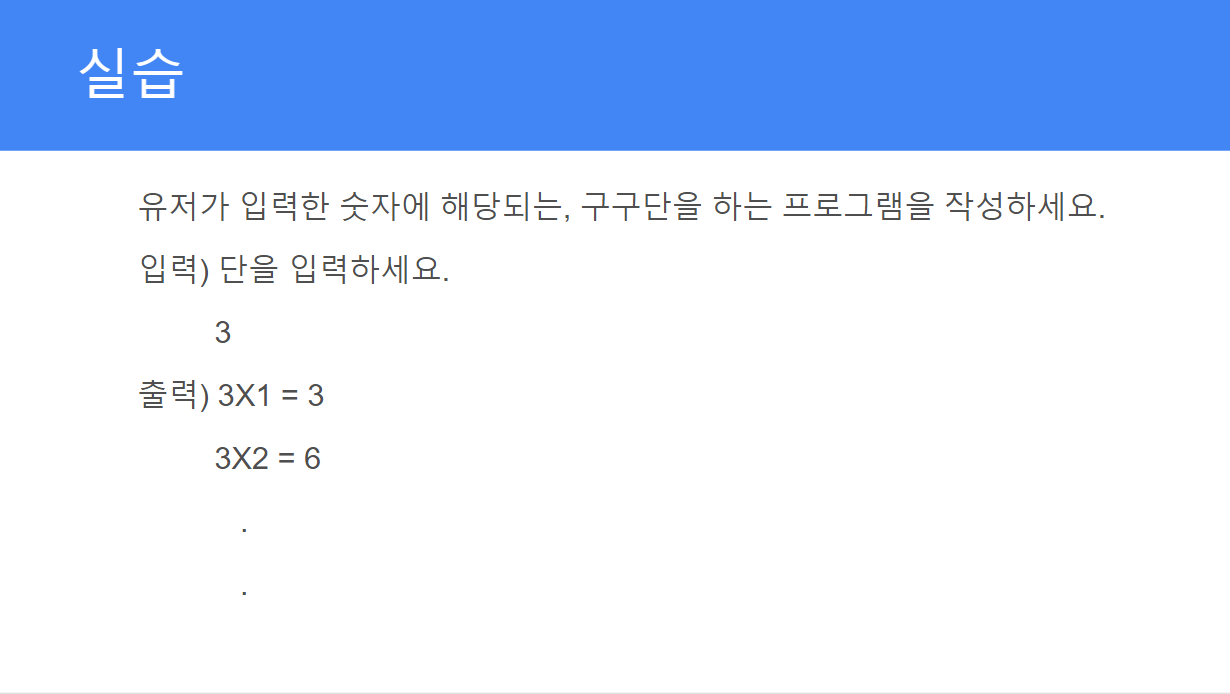 실습
유저가 입력한 숫자에 해당되는, 구구단을 하는 프로그램을 작성하세요.
입력) 단을 입력하세요.
3
출력) 3X1 = 3
3X2 = 6
.
.